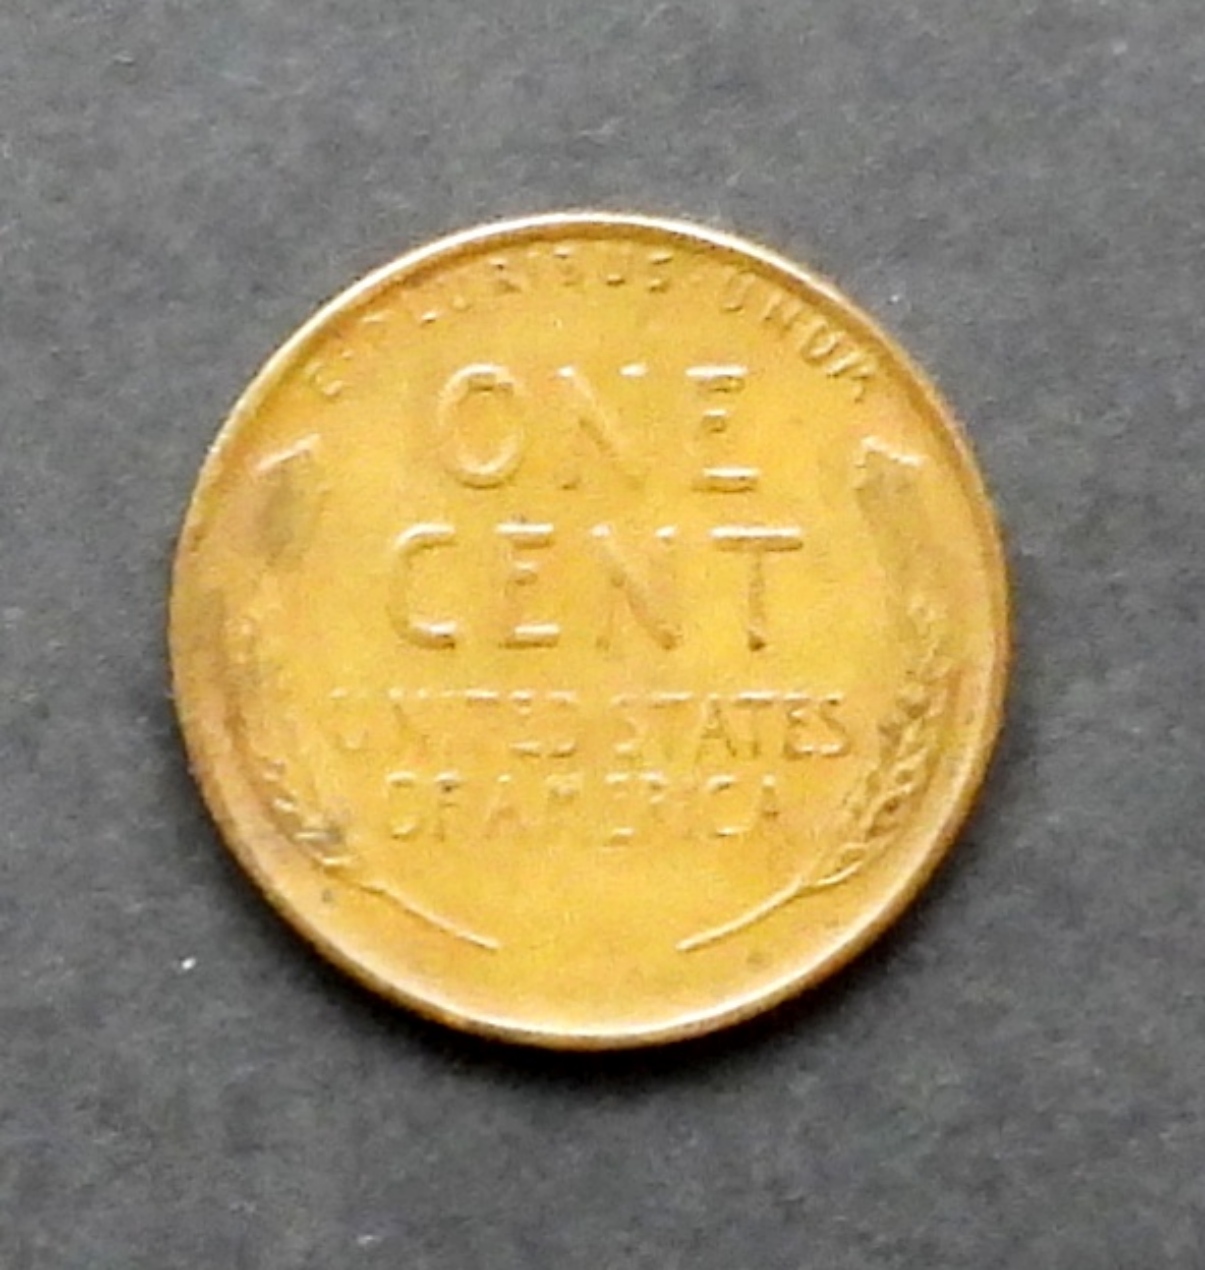 E · PLURIBUS · UNUM
ONE
CENT
UNITED STATES
OF AMERICA